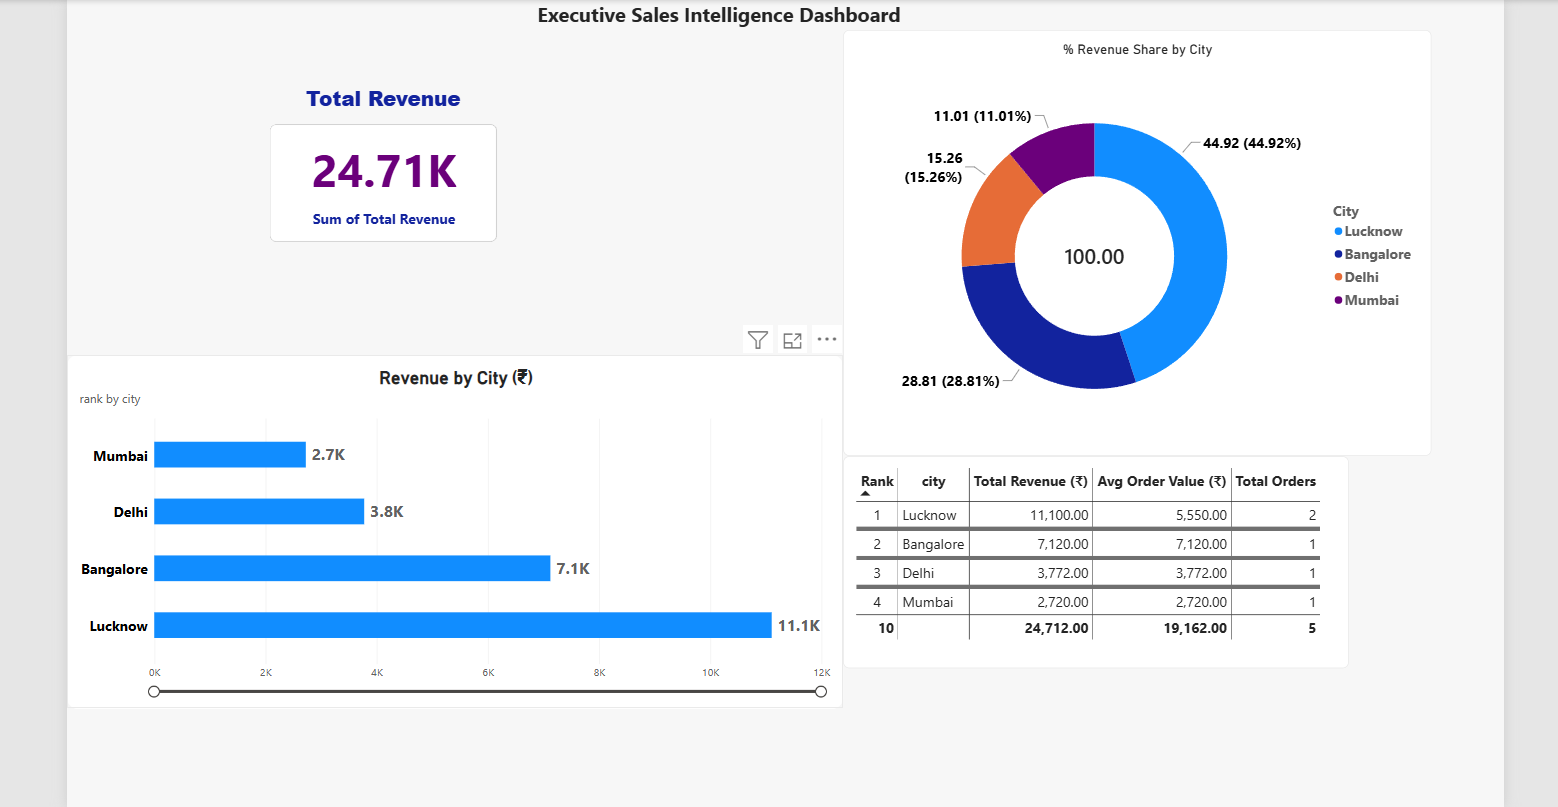 Executive Sales Intelligence Dashboard
Total Revenue
24.71K
Sum of Total Revenue
% Revenue Share by City
11.01 (11.01%)
44.92 (44.92%)
15.26
(15.26%)
100.00
28.81 (28.81%)
City
Lucknow
Bangalore
Delhi
Mumbai
Revenue by City (₹)
rank by city
Mumbai 2.7K
Delhi 3.8K
Bangalore 7.1K
Lucknow 11.1K
0K 2K 4K 6K 8K 10K 12K
Rank city Total Revenue (₹) Avg Order Value (₹) Total Orders
1 Lucknow 11,100.00 5,550.00 2
2 Bangalore 7,120.00 7,120.00 1
3 Delhi 3,772.00 3,772.00 1
4 Mumbai 2,720.00 2,720.00 1
10 24,712.00 19,162.00 5